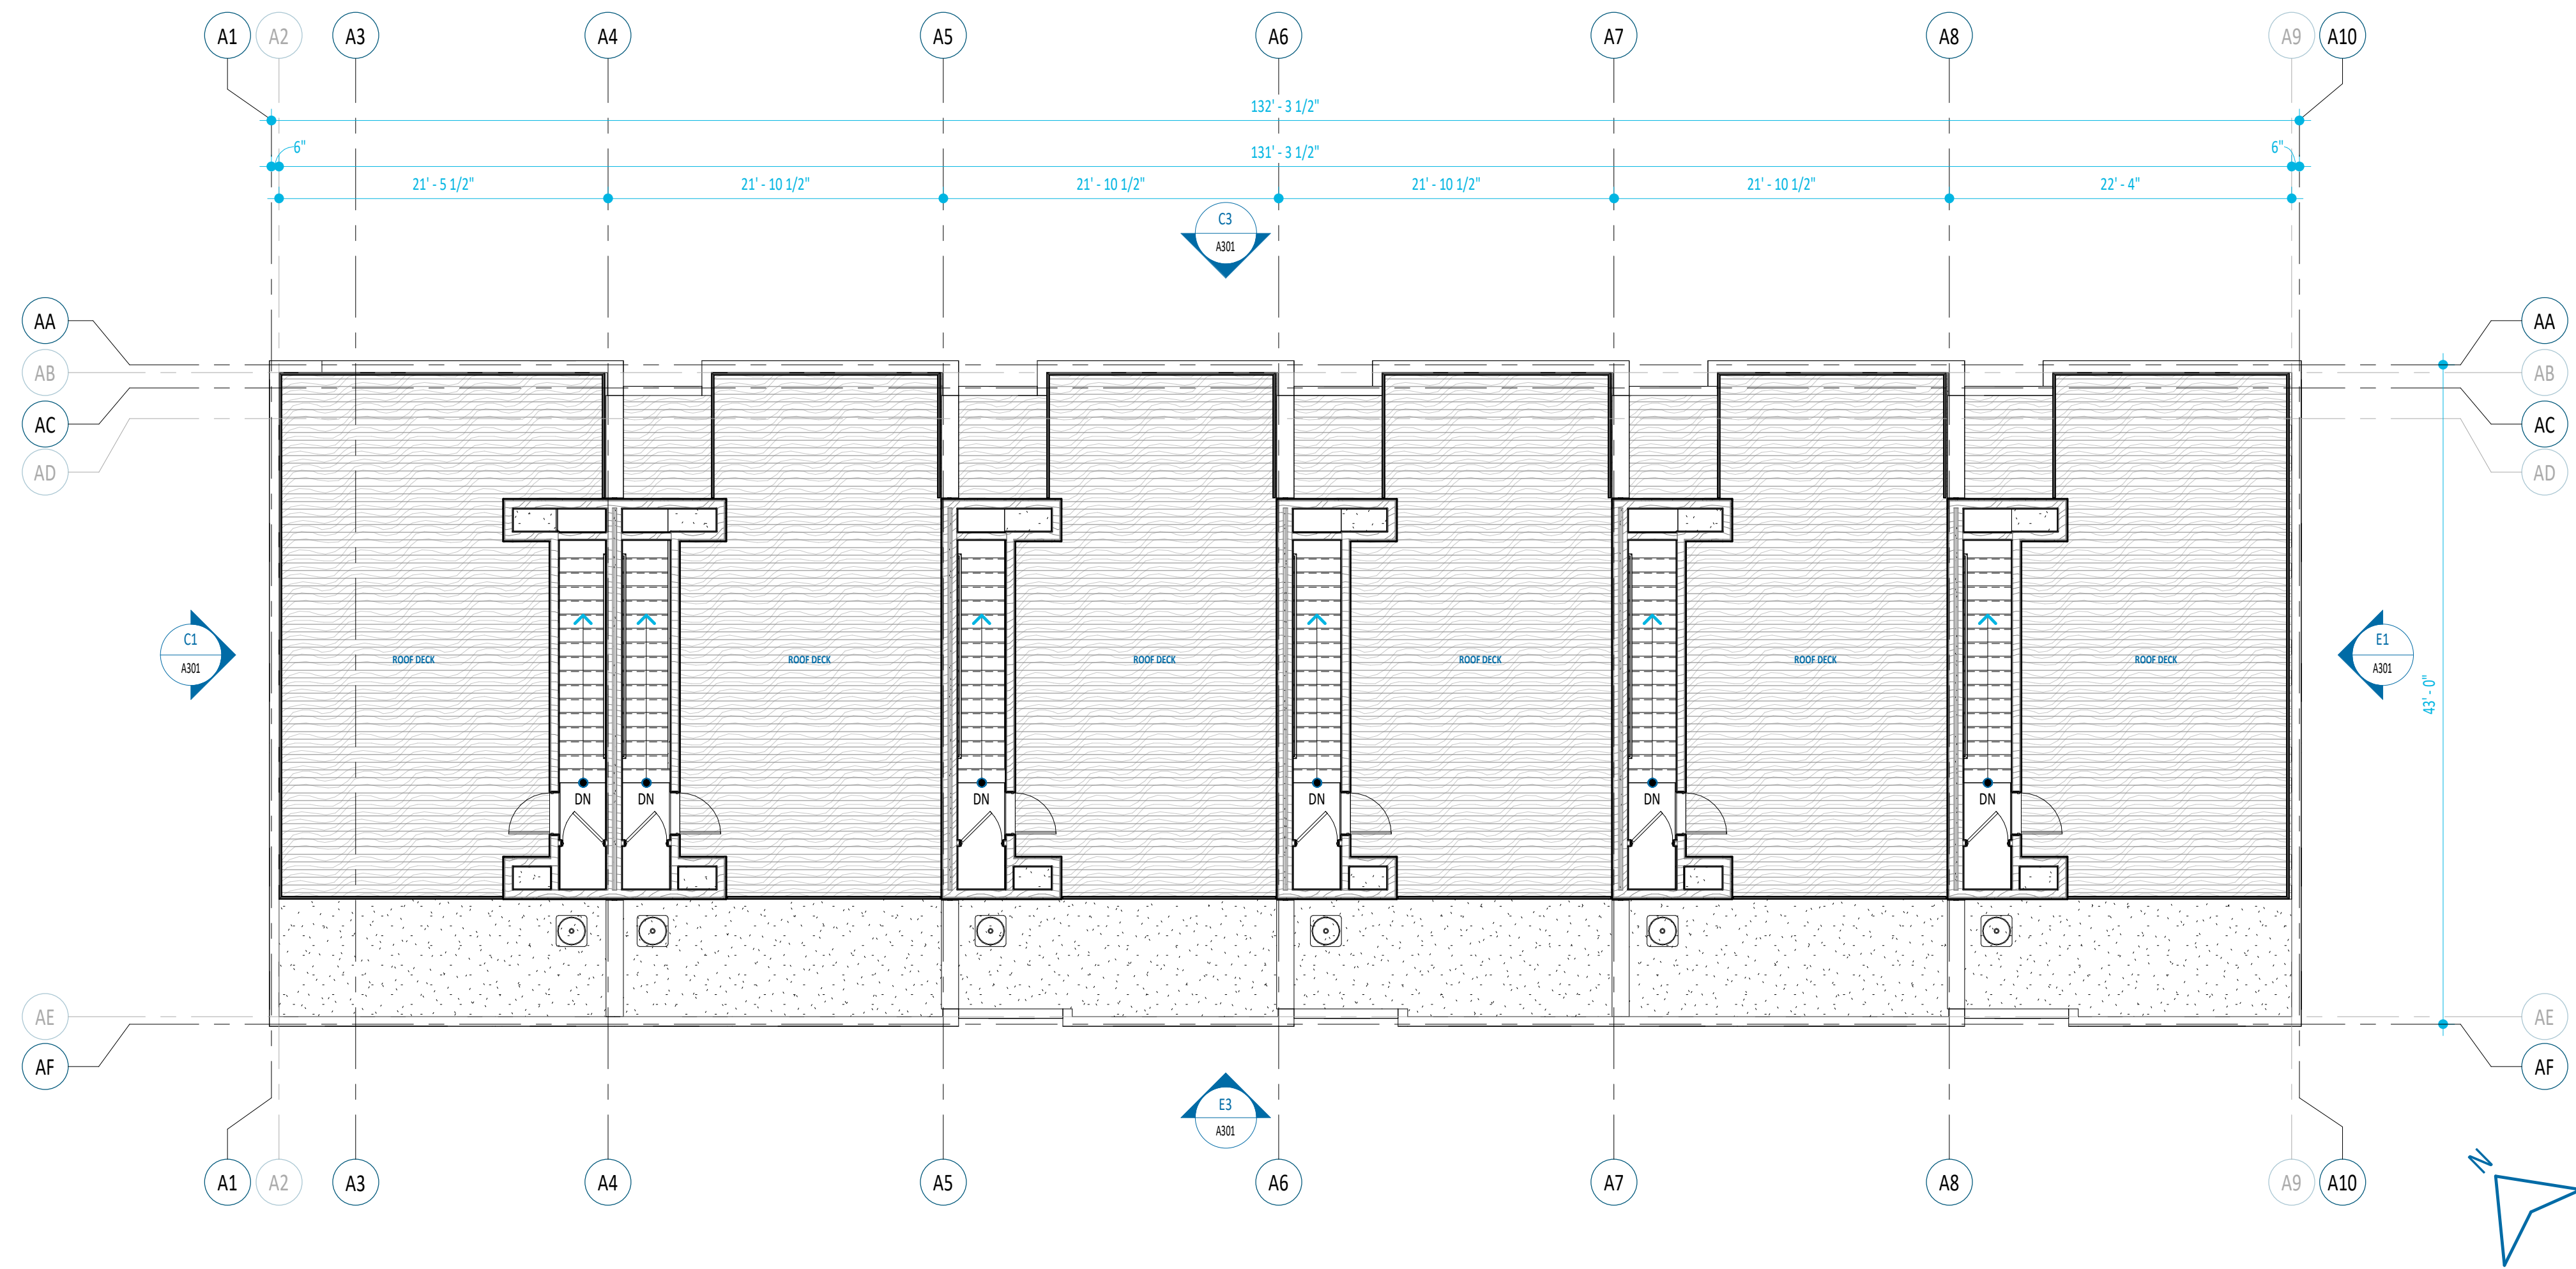 A1 A2 A3 A4 A5 A6 A7 A8 A9 A10
132' - 3 1/2"
6" 131' - 3 1/2" 6"
21' - 5 1/2" 21' - 10 1/2" 21' - 10 1/2" 21' - 10 1/2" 21' - 10 1/2" 22' - 4"
C3
A301
AA AA
AB AB
AC AC
AD AD
C1 E1
A301 A301
ROOF DECK ROOF DECK ROOF DECK ROOF DECK ROOF DECK ROOF DECK
43' - 0"
DN DN DN DN DN DN
AE AE
AF AF
E3
A301
N
A1 A2 A3 A4 A5 A6 A7 A8 A9 A10